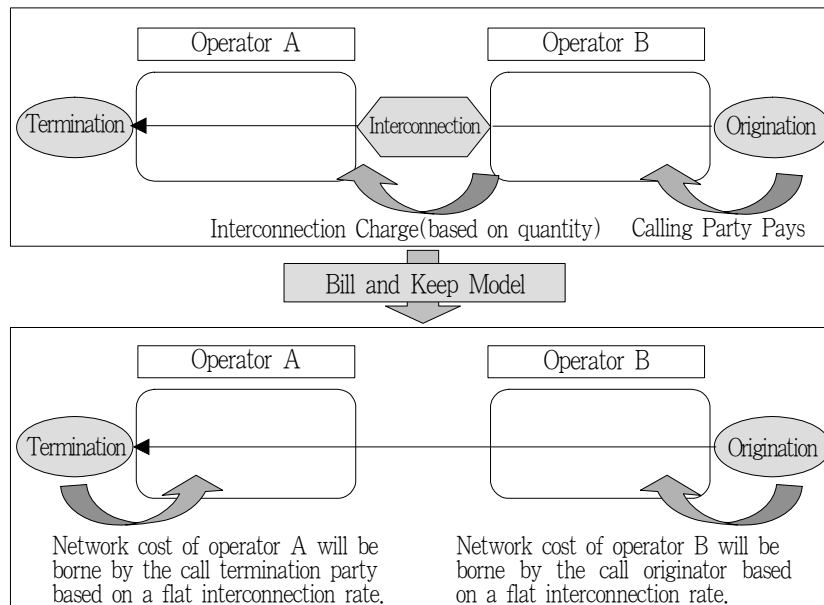 Operator A
Operator B
Termination
Interconnection
Origination
Interconnection Charge(based on quantity)
Calling Party Pays
Bill and Keep Model
Operator A
Operator B
Termination
Origination
Network cost of operator A will be
borne by the call termination party
based on a flat interconnection rate.
Network cost of operator B will be
borne by the call originator based
on a flat interconnection rate.